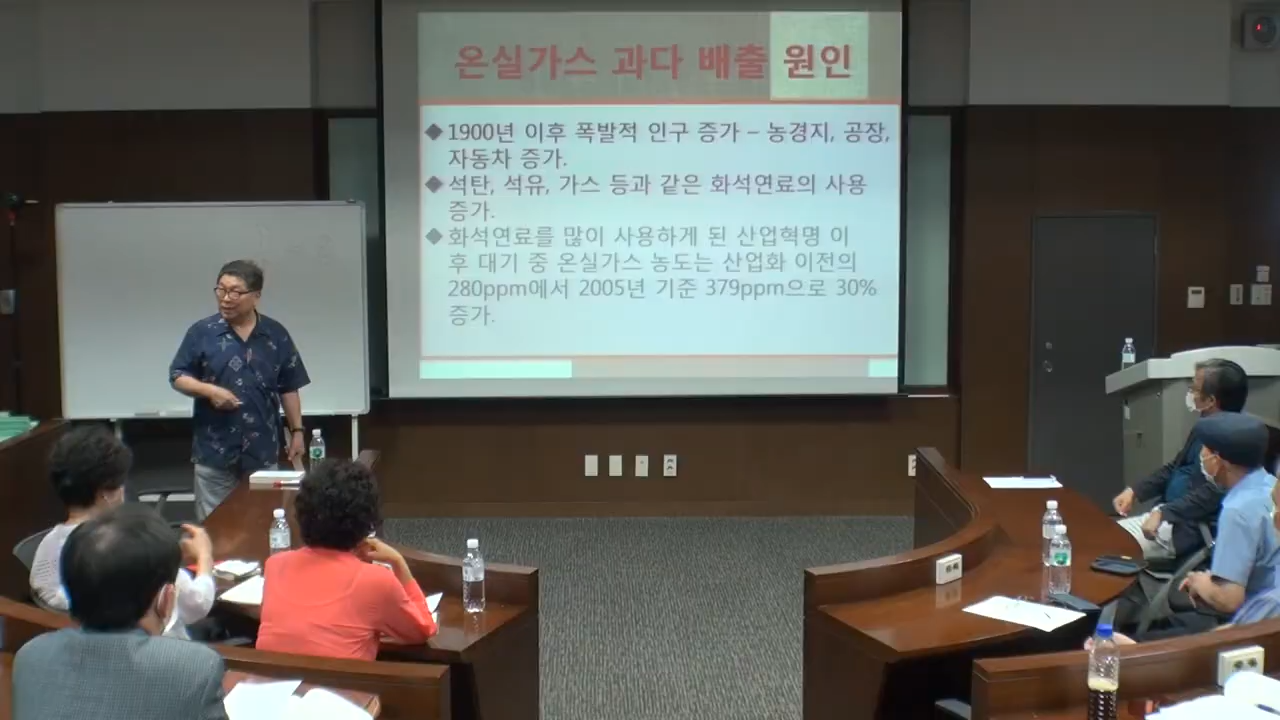 온실가스 과다 배출 원인
◆1900년 이후 폭발적 인구 증가 – 농경지, 공장,
자동차 증가.
◆석탄, 석유, 가스 등과 같은 화석연료의 사용
증가.
◆화석연료를 많이 사용하게 된 산업혁명 이
후 대기 중 온실가스 농도는 산업화 이전의
280ppm에서 2005년 기준 379ppm으로 30%
증가.